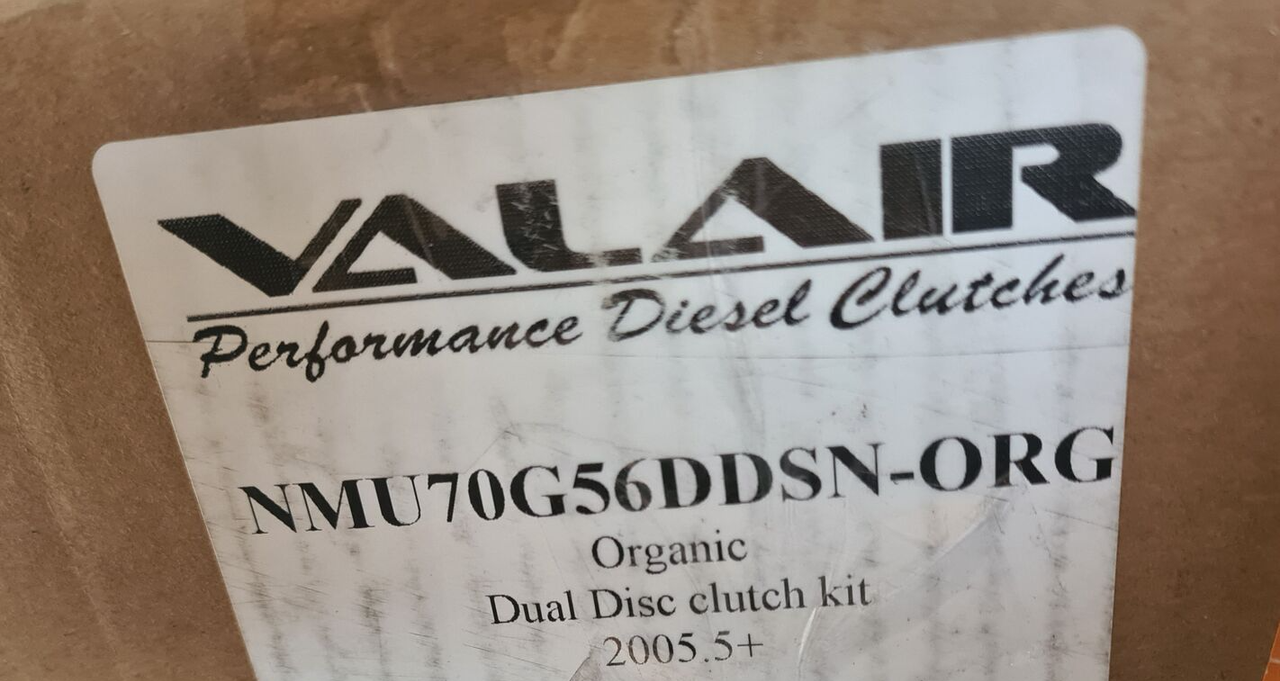 VALAIR
Performance Diesel Clutches
NMU70G56DDSN-ORG
Organic
Dual Disc clutch kit
2005.5+